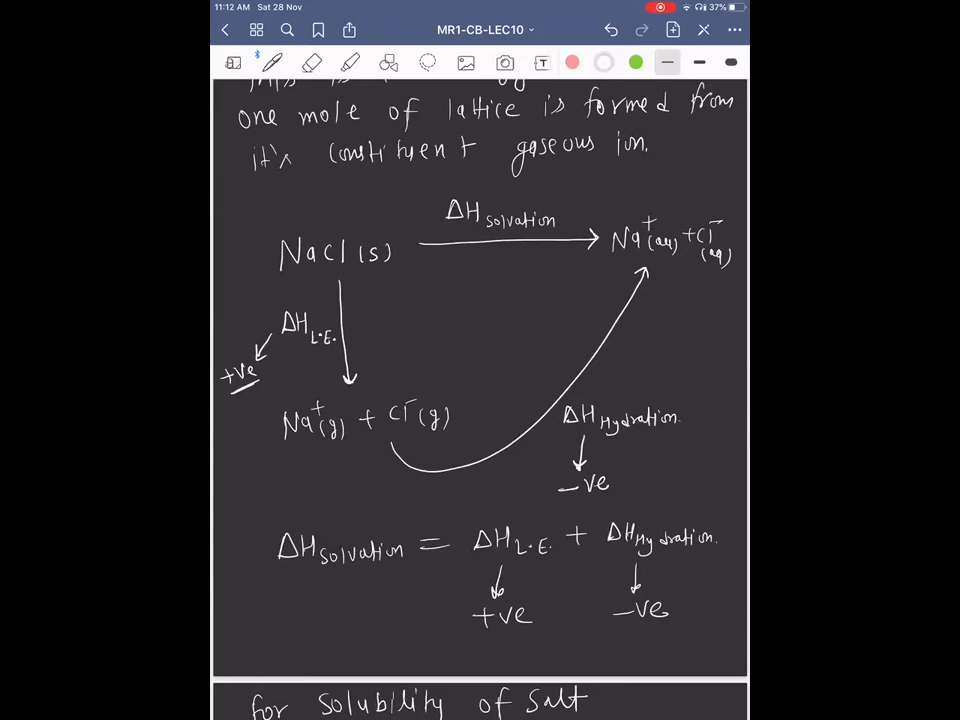 11:12 AM Sat 28 Nov
37%
MR1-CB-LEC10
T
one mole of lattice is formed from
it's constituent gaseous ion.
ΔH solvation
NaCl(s)
Na⁺(aq) + Cl⁻(aq)
ΔH L.E.
+ve
Na⁺(g) + Cl⁻(g)
ΔH Hydration.
-ve
ΔH solvation = ΔH L.E. + ΔH Hydration.
+ve -ve
for solubility of salt